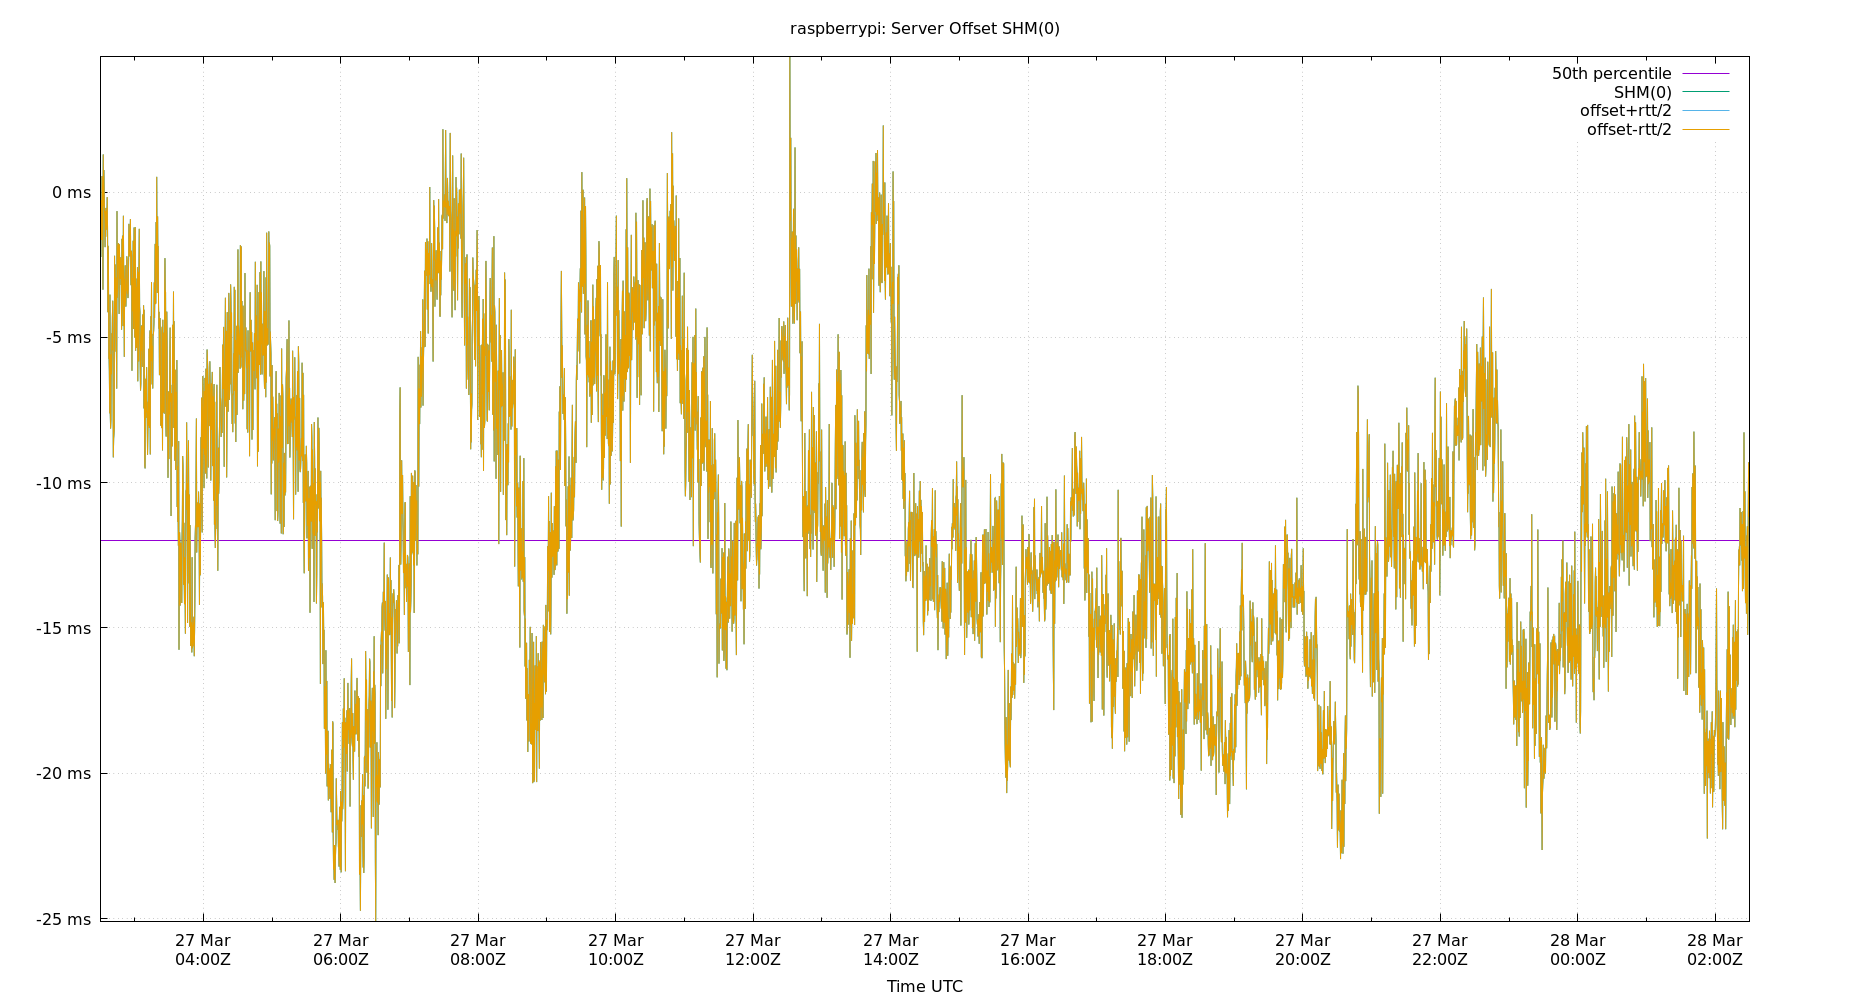 raspberrypi: Server Offset SHM(0)
50th percentile
SHM(0)
offset+rtt/2
offset-rtt/2
0 ms
-5 ms
-10 ms
-15 ms
-20 ms
-25 ms
27 Mar 27 Mar 27 Mar 27 Mar 27 Mar 27 Mar 27 Mar 27 Mar 27 Mar 27 Mar 28 Mar 28 Mar
04:00Z 06:00Z 08:00Z 10:00Z 12:00Z 14:00Z 16:00Z 18:00Z 20:00Z 22:00Z 00:00Z 02:00Z
Time UTC